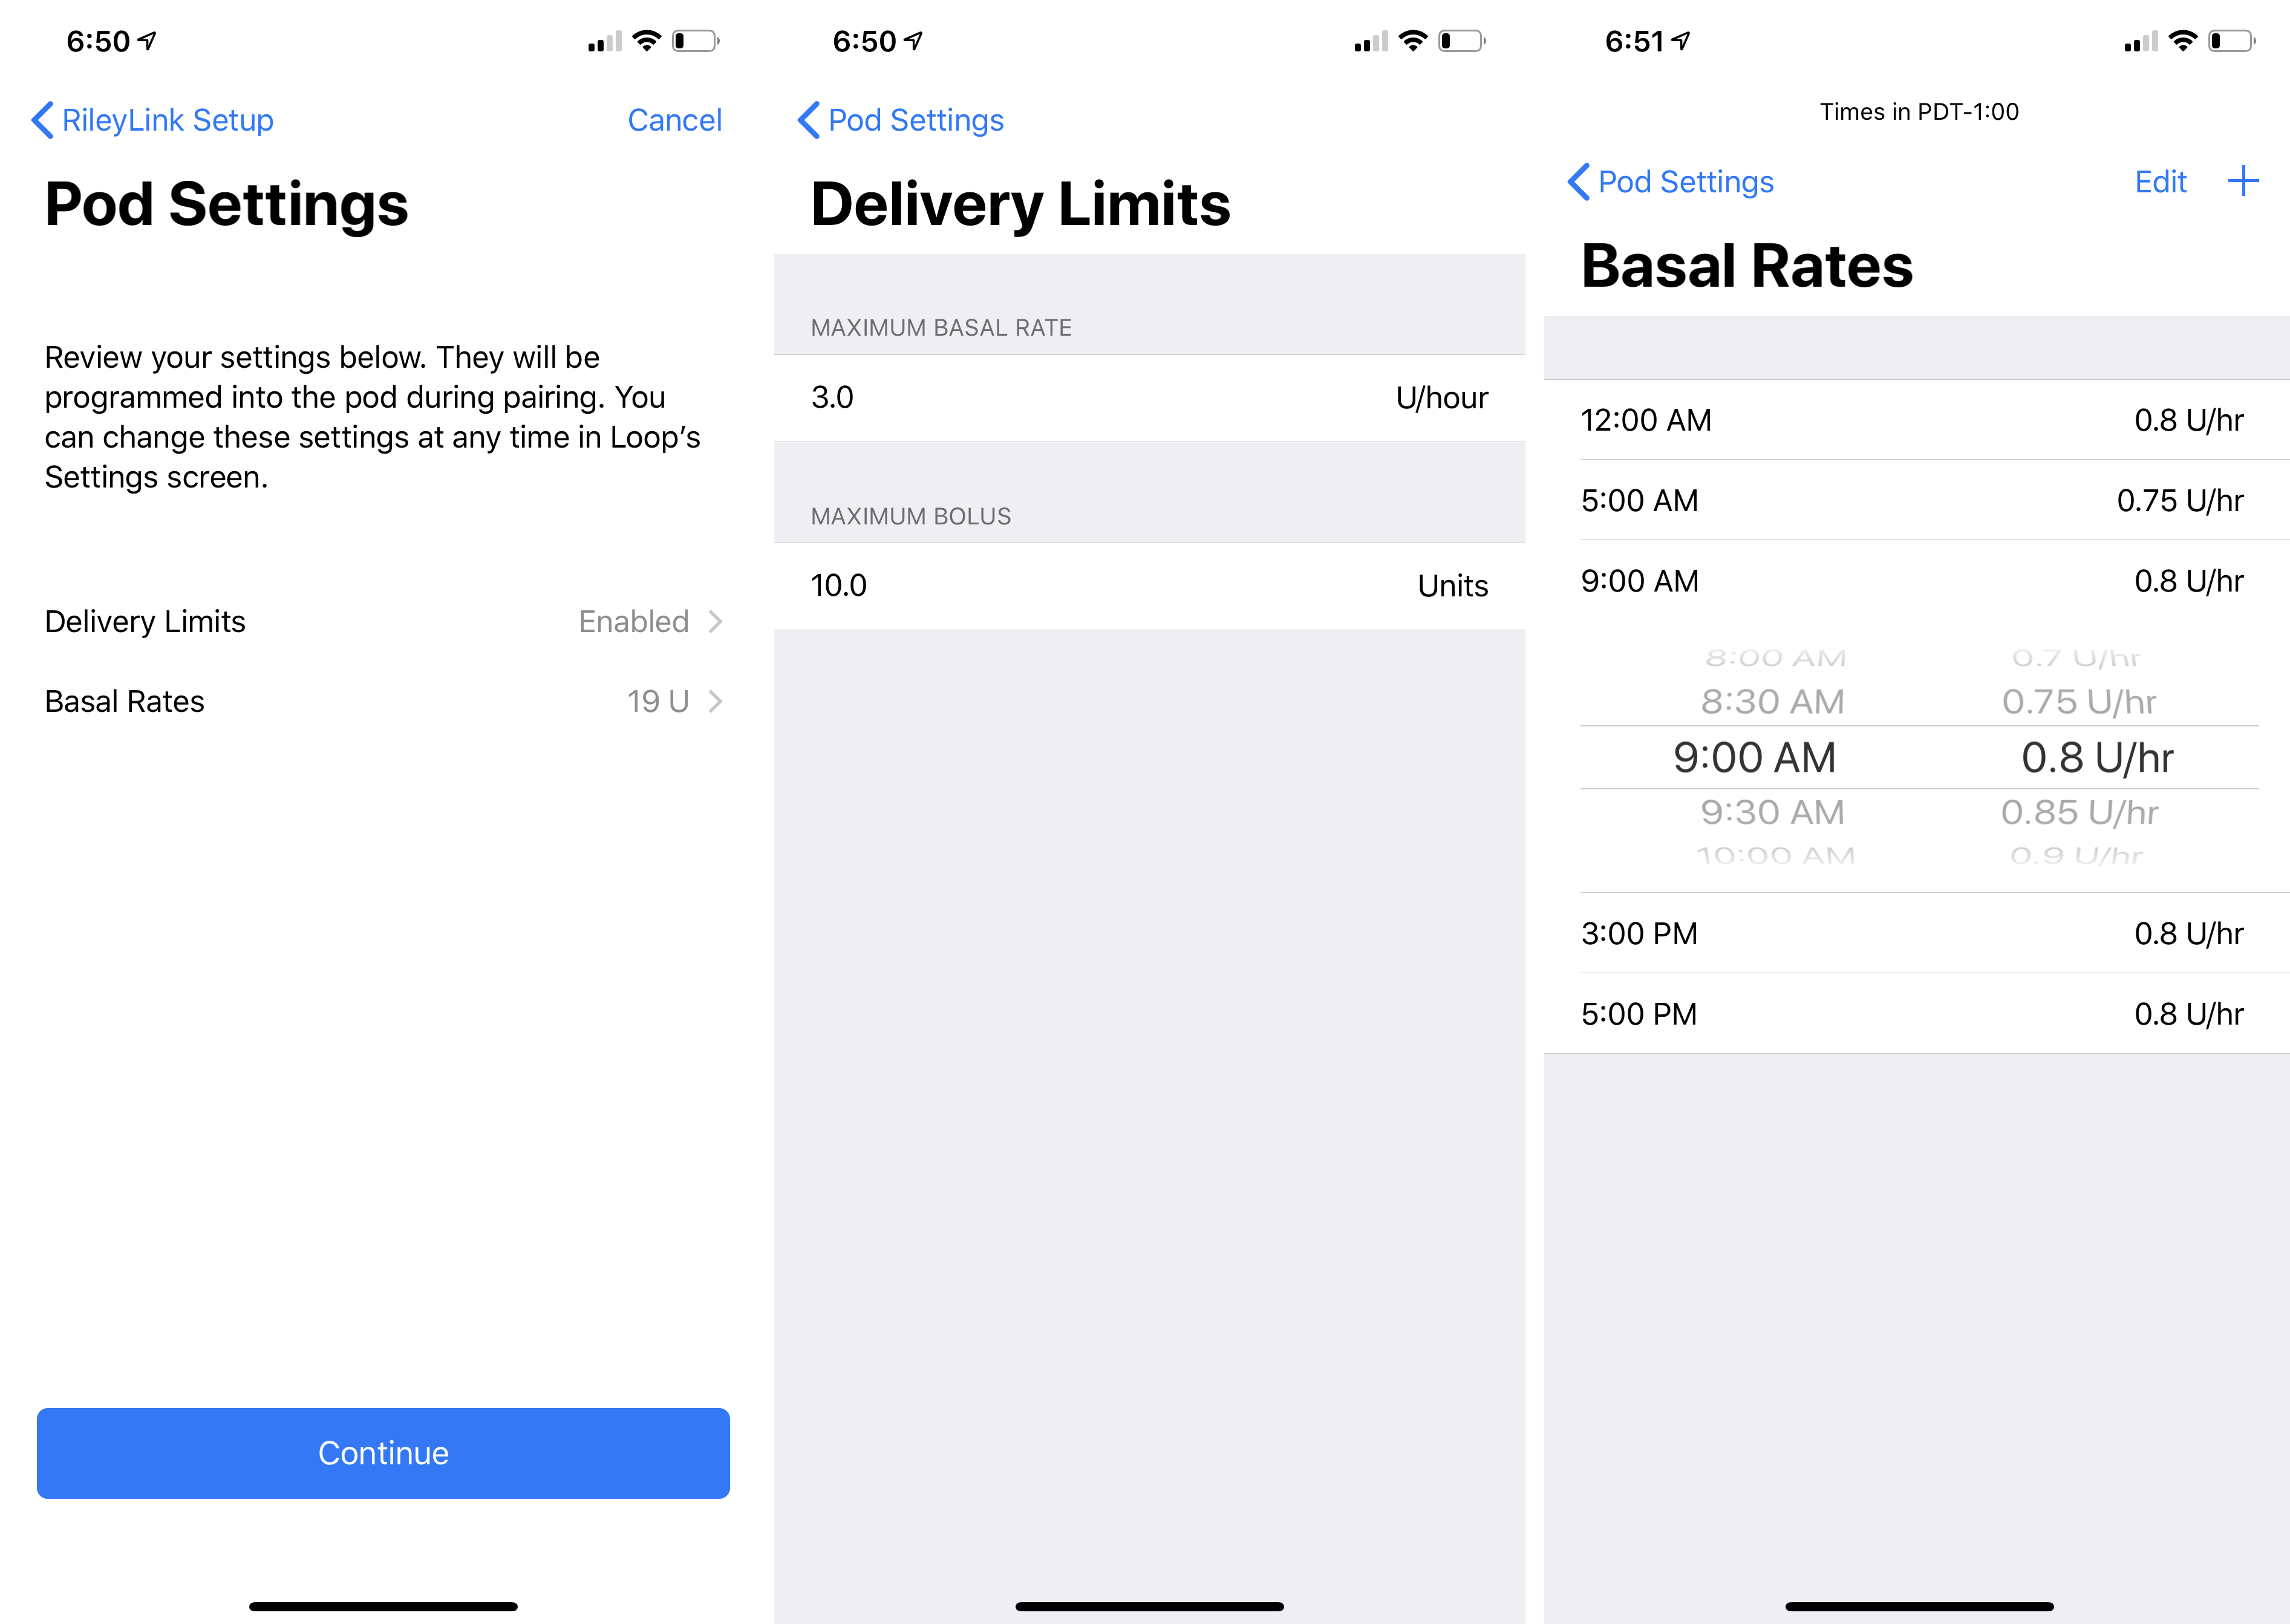 6:50
RileyLink Setup Cancel
Pod Settings
Review your settings below. They will be
programmed into the pod during pairing. You
can change these settings at any time in Loop’s
Settings screen.
Delivery Limits Enabled
Basal Rates 19 U
Continue
6:50
Pod Settings
Delivery Limits
MAXIMUM BASAL RATE
3.0 U/hour
MAXIMUM BOLUS
10.0 Units
6:51
Times in PDT-1:00
Pod Settings Edit +
Basal Rates
12:00 AM 0.8 U/hr
5:00 AM 0.75 U/hr
9:00 AM 0.8 U/hr
8:00 AM 0.7 U/hr
8:30 AM 0.75 U/hr
9:00 AM 0.8 U/hr
9:30 AM 0.85 U/hr
10:00 AM 0.9 U/hr
3:00 PM 0.8 U/hr
5:00 PM 0.8 U/hr